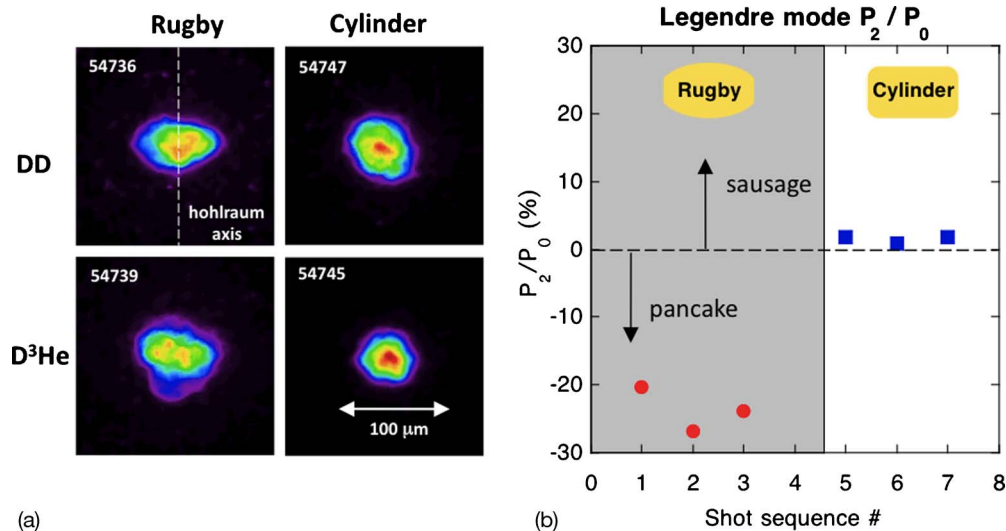 Rugby
Cylinder
DD
54736
hohlraum
axis
54747
D³He
54739
54745
100 μm
(a)
Legendre mode P₂ / P₀
30
20
10
0
-10
-20
-30
P₂/P₀ (%)
Rugby
Cylinder
sausage
pancake
0 1 2 3 4 5 6 7 8
Shot sequence #
(b)